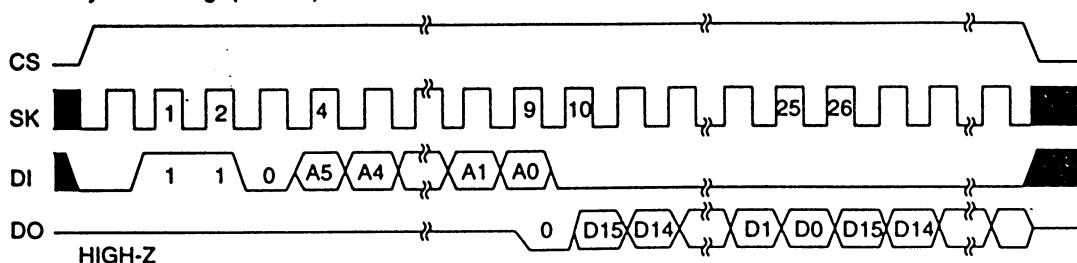 CS
SK 1 2 4 9 10 25 26
DI 1 1 0 A5 A4 A1 A0
DO 0 D15 D14 D1 D0 D15 D14
HIGH-Z